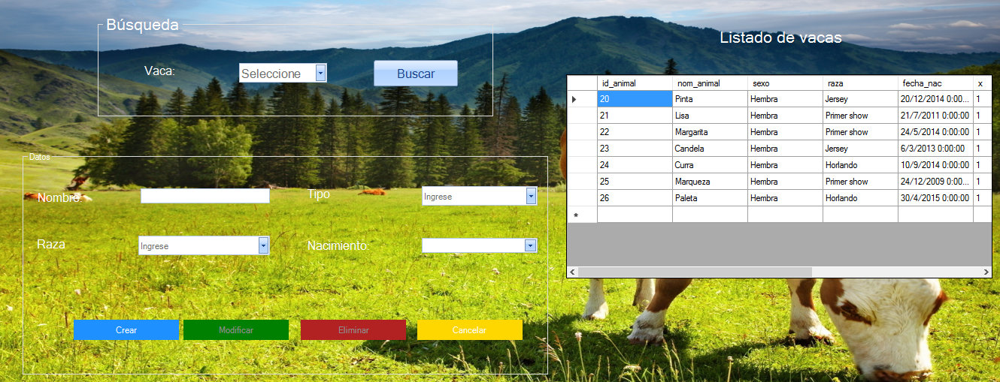 Búsqueda
Vaca: Seleccione Buscar
Datos
Nombre: Tipo Ingrese
Raza Ingrese Nacimiento:
Crear Modificar Eliminar Cancelar
Listado de vacas
id_animal nom_animal sexo raza fecha_nac x
20 Pinta Hembra Jersey 20/12/2014 0:00... 1
21 Lisa Hembra Primer show 21/7/2011 0:00:00 1
22 Margarita Hembra Primer show 24/5/2014 0:00:00 1
23 Candela Hembra Jersey 6/3/2013 0:00:00 1
24 Curra Hembra Horlando 10/9/2014 0:00:00 1
25 Marqueza Hembra Primer show 24/12/2009 0:00... 1
26 Paleta Hembra Horlando 30/4/2015 0:00:00 1
*